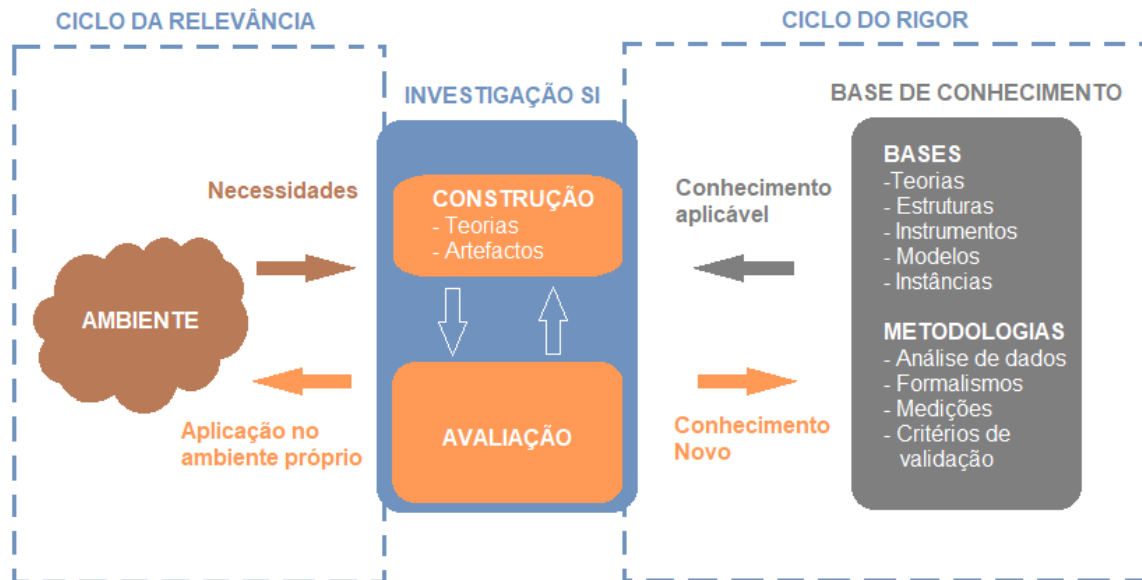 CICLO DA RELEVÂNCIA
CICLO DO RIGOR
INVESTIGAÇÃO SI
BASE DE CONHECIMENTO
Necessidades
AMBIENTE
Aplicação no
ambiente próprio
CONSTRUÇÃO
- Teorias
- Artefactos
AVALIAÇÃO
Conhecimento
aplicável
Conhecimento
Novo
BASES
-Teorias
- Estruturas
- Instrumentos
- Modelos
- Instâncias
METODOLOGIAS
- Análise de dados
- Formalismos
- Medições
- Critérios de
validação